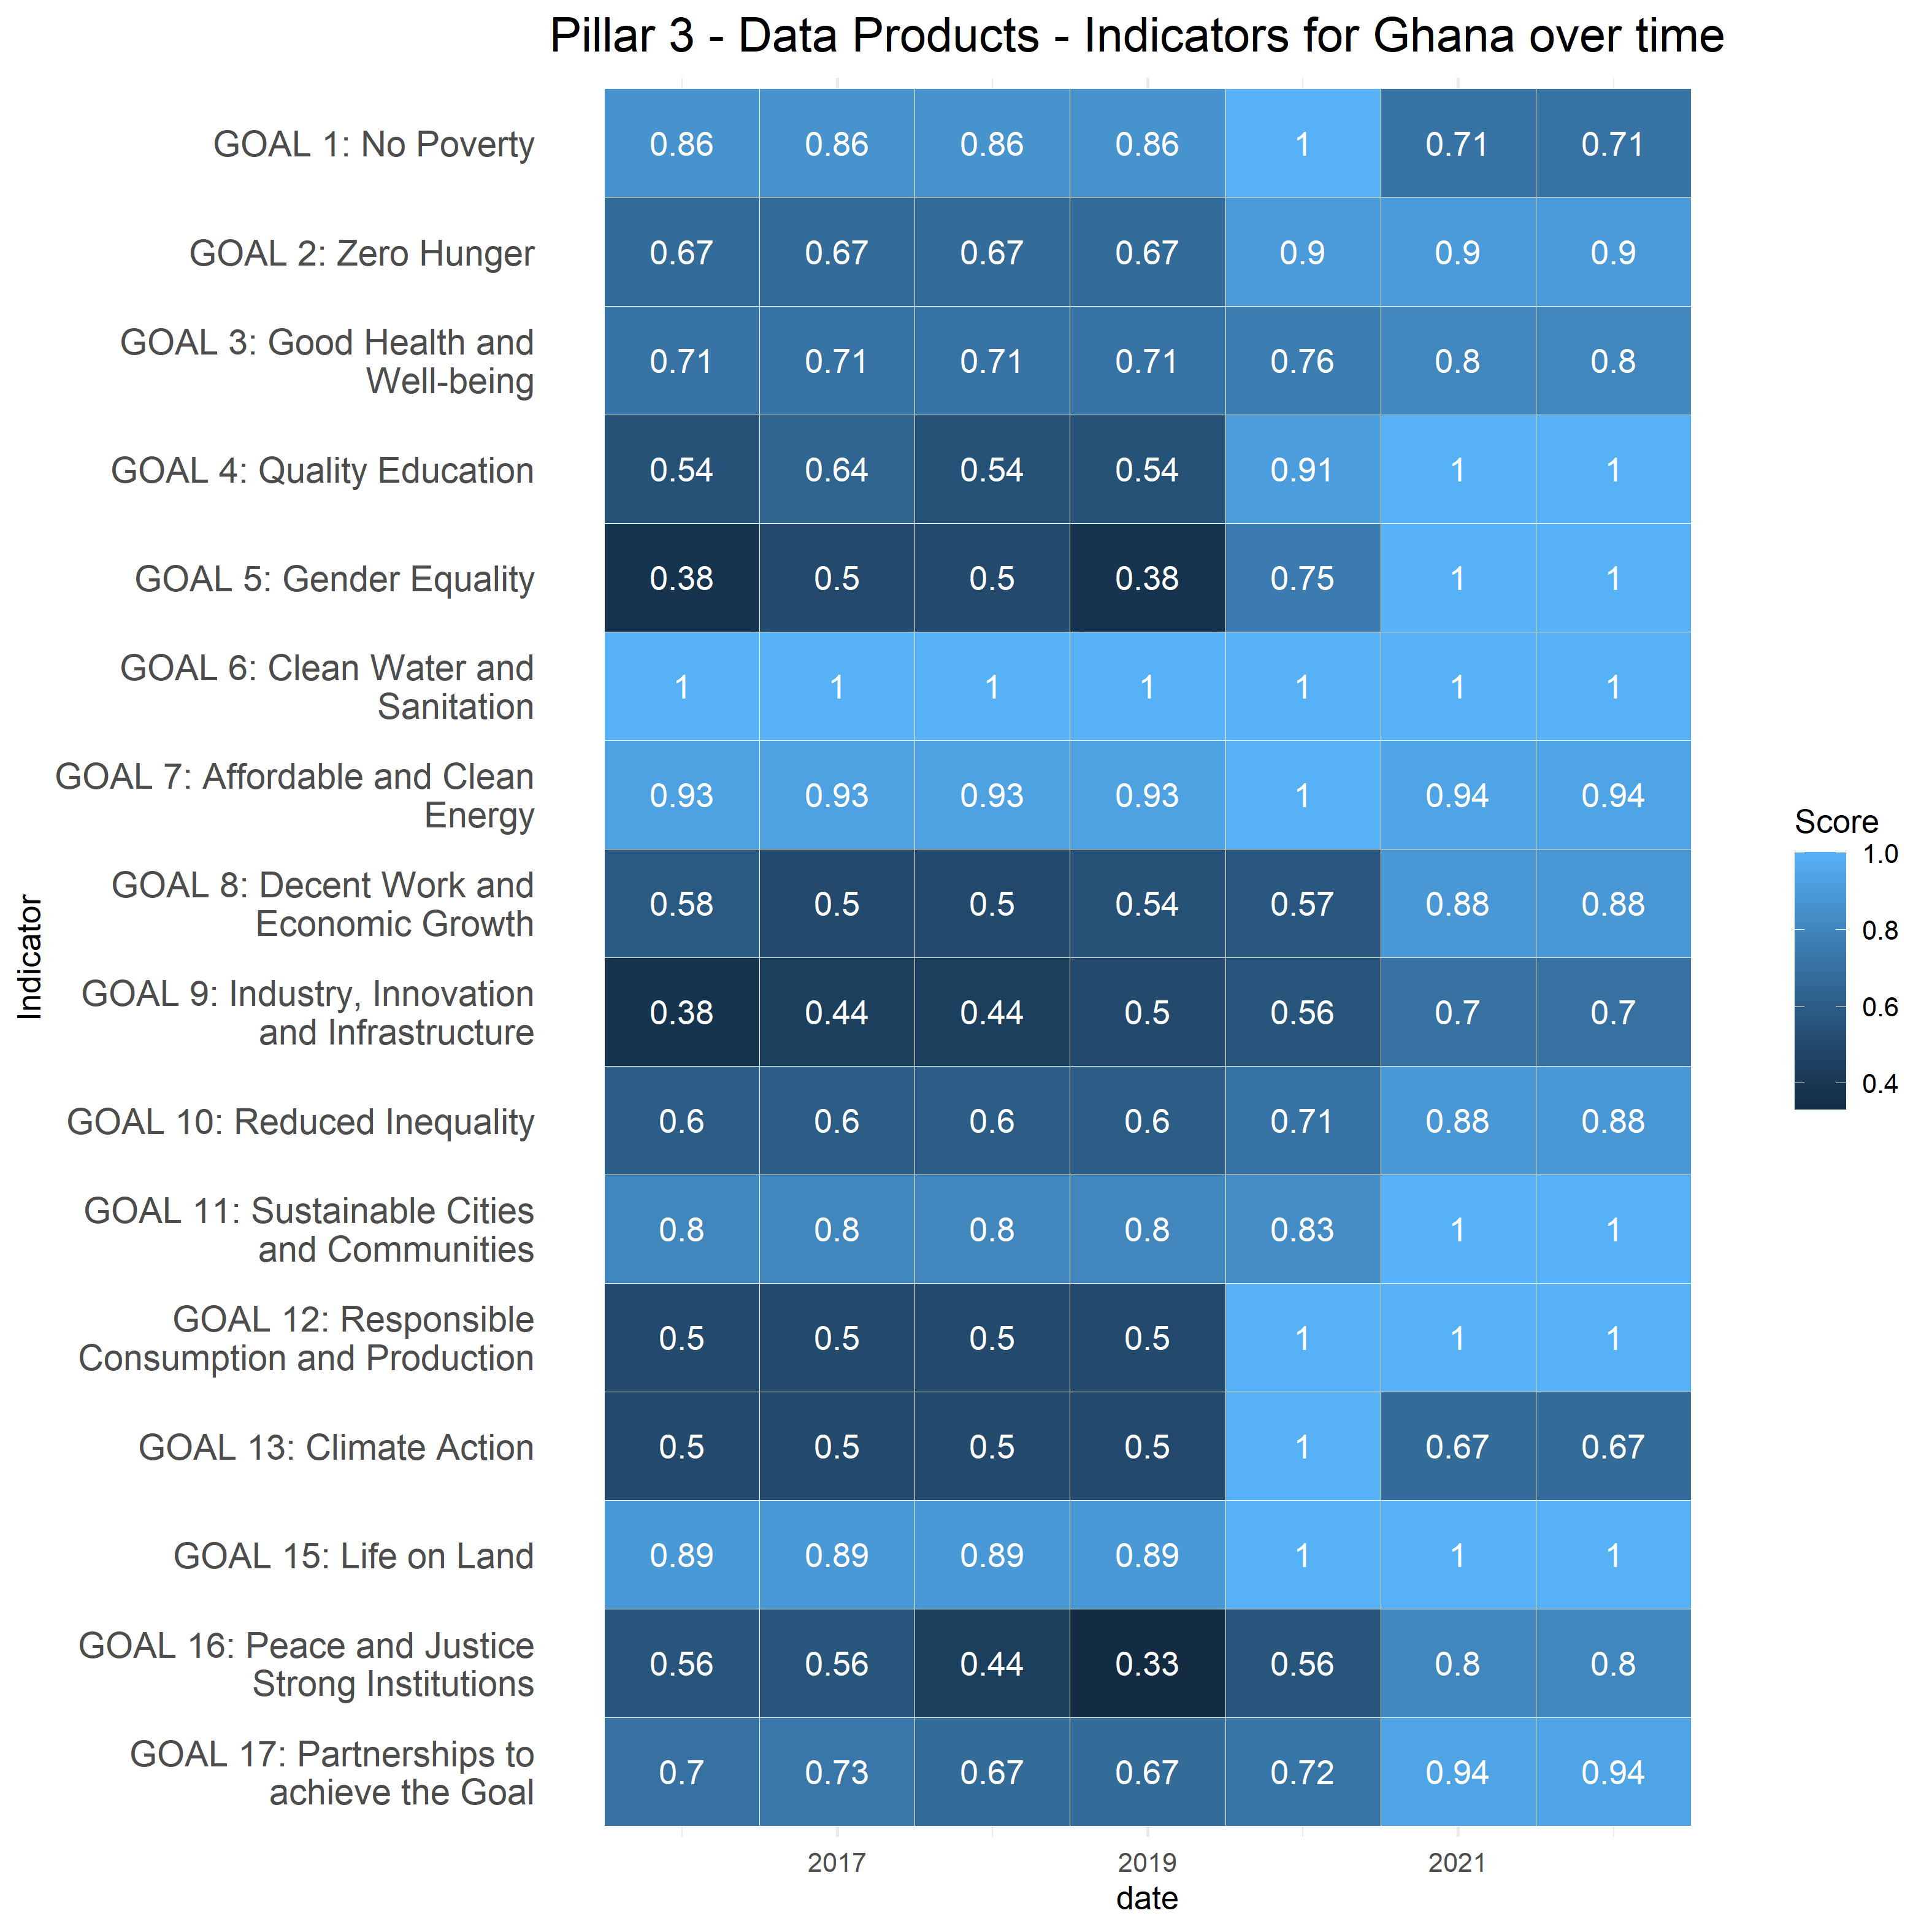 Pillar 3 - Data Products - Indicators for Ghana over time
GOAL 1: No Poverty
0.86 0.86 0.86 0.86 1 0.71 0.71
GOAL 2: Zero Hunger
0.67 0.67 0.67 0.67 0.9 0.9 0.9
GOAL 3: Good Health and
Well-being
0.71 0.71 0.71 0.71 0.76 0.8 0.8
GOAL 4: Quality Education
0.54 0.64 0.54 0.54 0.91 1 1
GOAL 5: Gender Equality
0.38 0.5 0.5 0.38 0.75 1 1
GOAL 6: Clean Water and
Sanitation
1 1 1 1 1 1 1
GOAL 7: Affordable and Clean
Energy
0.93 0.93 0.93 0.93 1 0.94 0.94
GOAL 8: Decent Work and
Economic Growth
0.58 0.5 0.5 0.54 0.57 0.88 0.88
GOAL 9: Industry, Innovation
and Infrastructure
0.38 0.44 0.44 0.5 0.56 0.7 0.7
GOAL 10: Reduced Inequality
0.6 0.6 0.6 0.6 0.71 0.88 0.88
GOAL 11: Sustainable Cities
and Communities
0.8 0.8 0.8 0.8 0.83 1 1
GOAL 12: Responsible
Consumption and Production
0.5 0.5 0.5 0.5 1 1 1
GOAL 13: Climate Action
0.5 0.5 0.5 0.5 1 0.67 0.67
GOAL 15: Life on Land
0.89 0.89 0.89 0.89 1 1 1
GOAL 16: Peace and Justice
Strong Institutions
0.56 0.56 0.44 0.33 0.56 0.8 0.8
GOAL 17: Partnerships to
achieve the Goal
0.7 0.73 0.67 0.67 0.72 0.94 0.94
2017 2019 2021
date
Indicator
Score
1.0
0.8
0.6
0.4